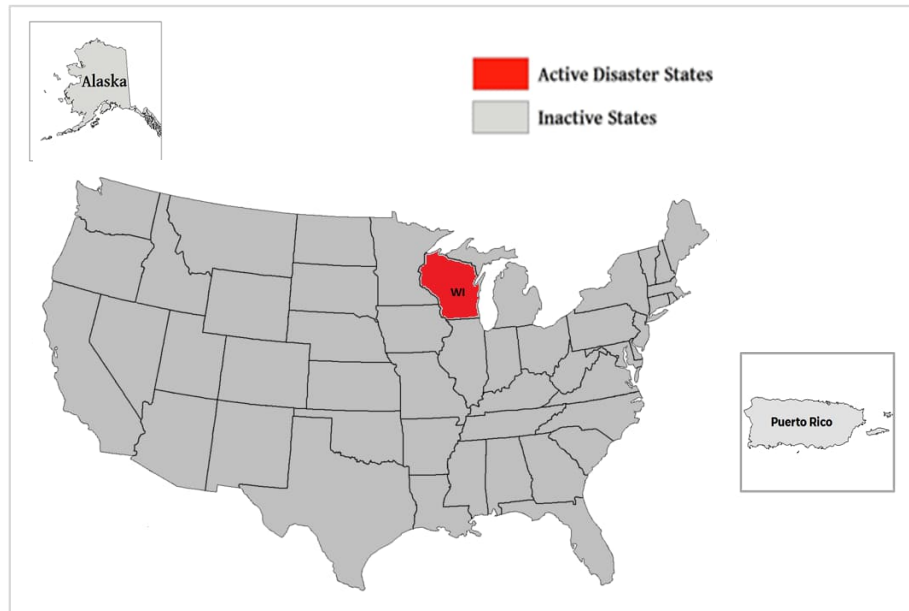 Alaska
Active Disaster States
Inactive States
WI
Puerto Rico